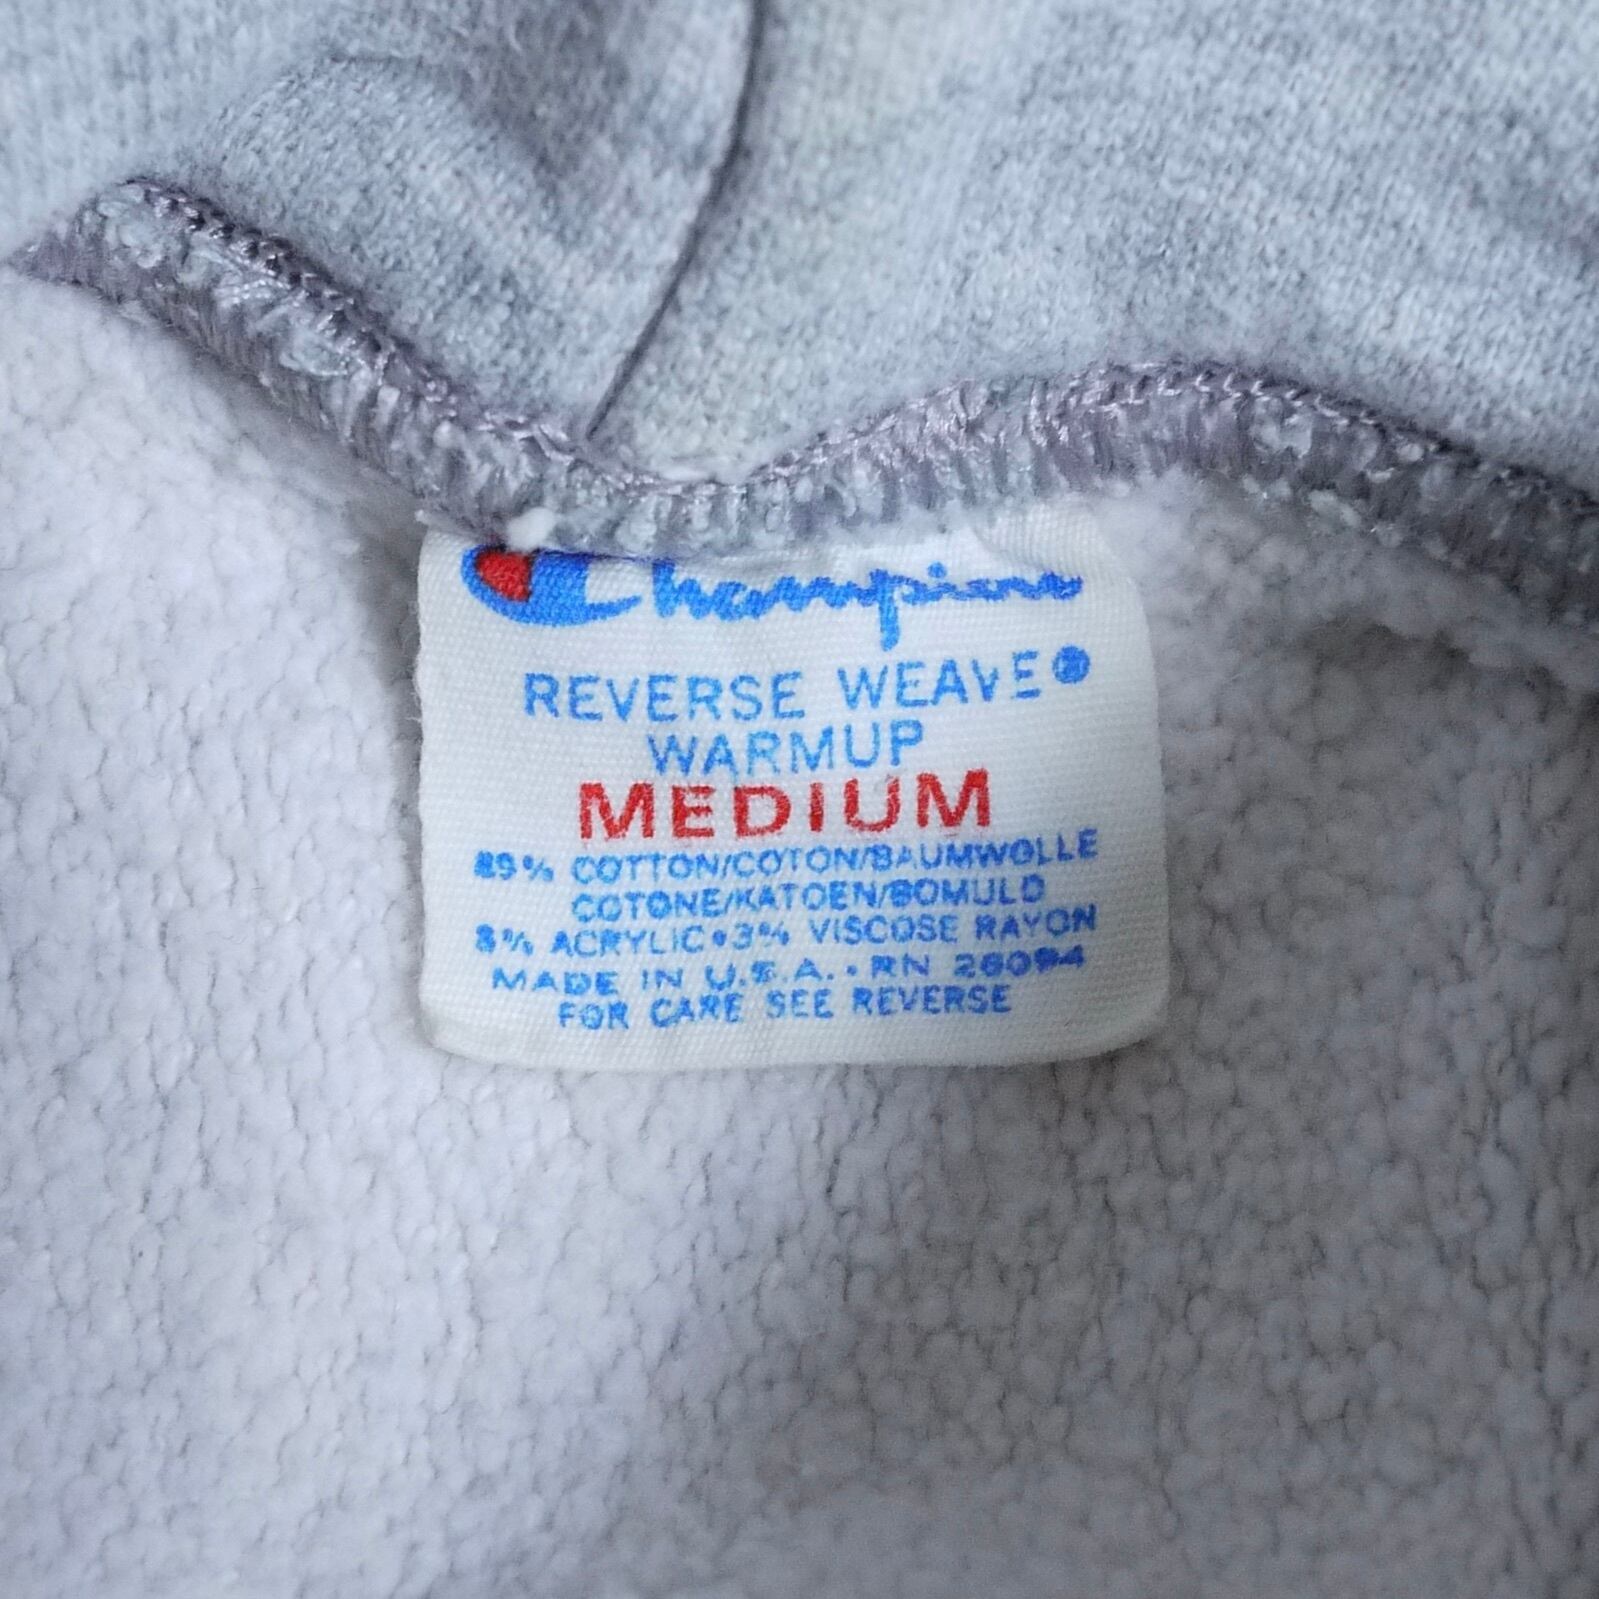 Champion
REVERSE WEAVE®
WARMUP
MEDIUM
89% COTTON/COTON/BAUMWOLLE
COTONE/KATOEN/BOMULD
8% ACRYLIC•3% VISCOSE RAYON
MADE IN U.S.A.•RN 26094
FOR CARE SEE REVERSE